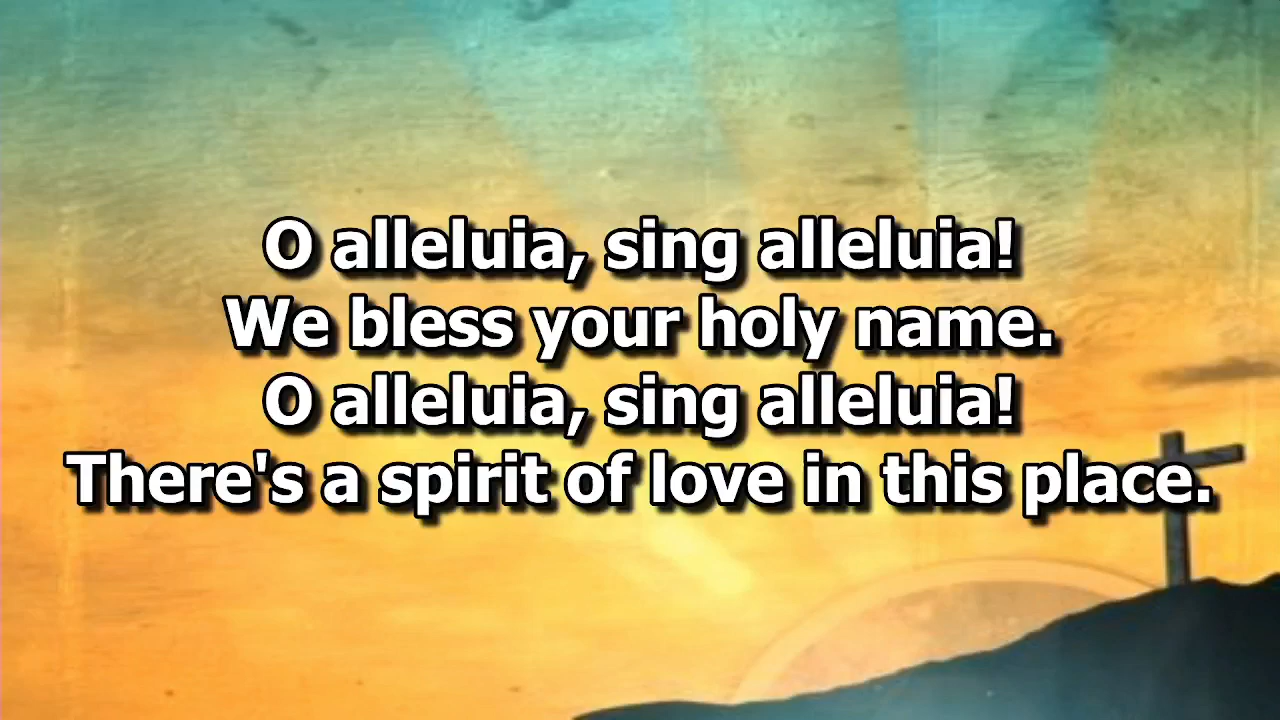 O alleluia, sing alleluia!
We bless your holy name.
O alleluia, sing alleluia!
There's a spirit of love in this place.